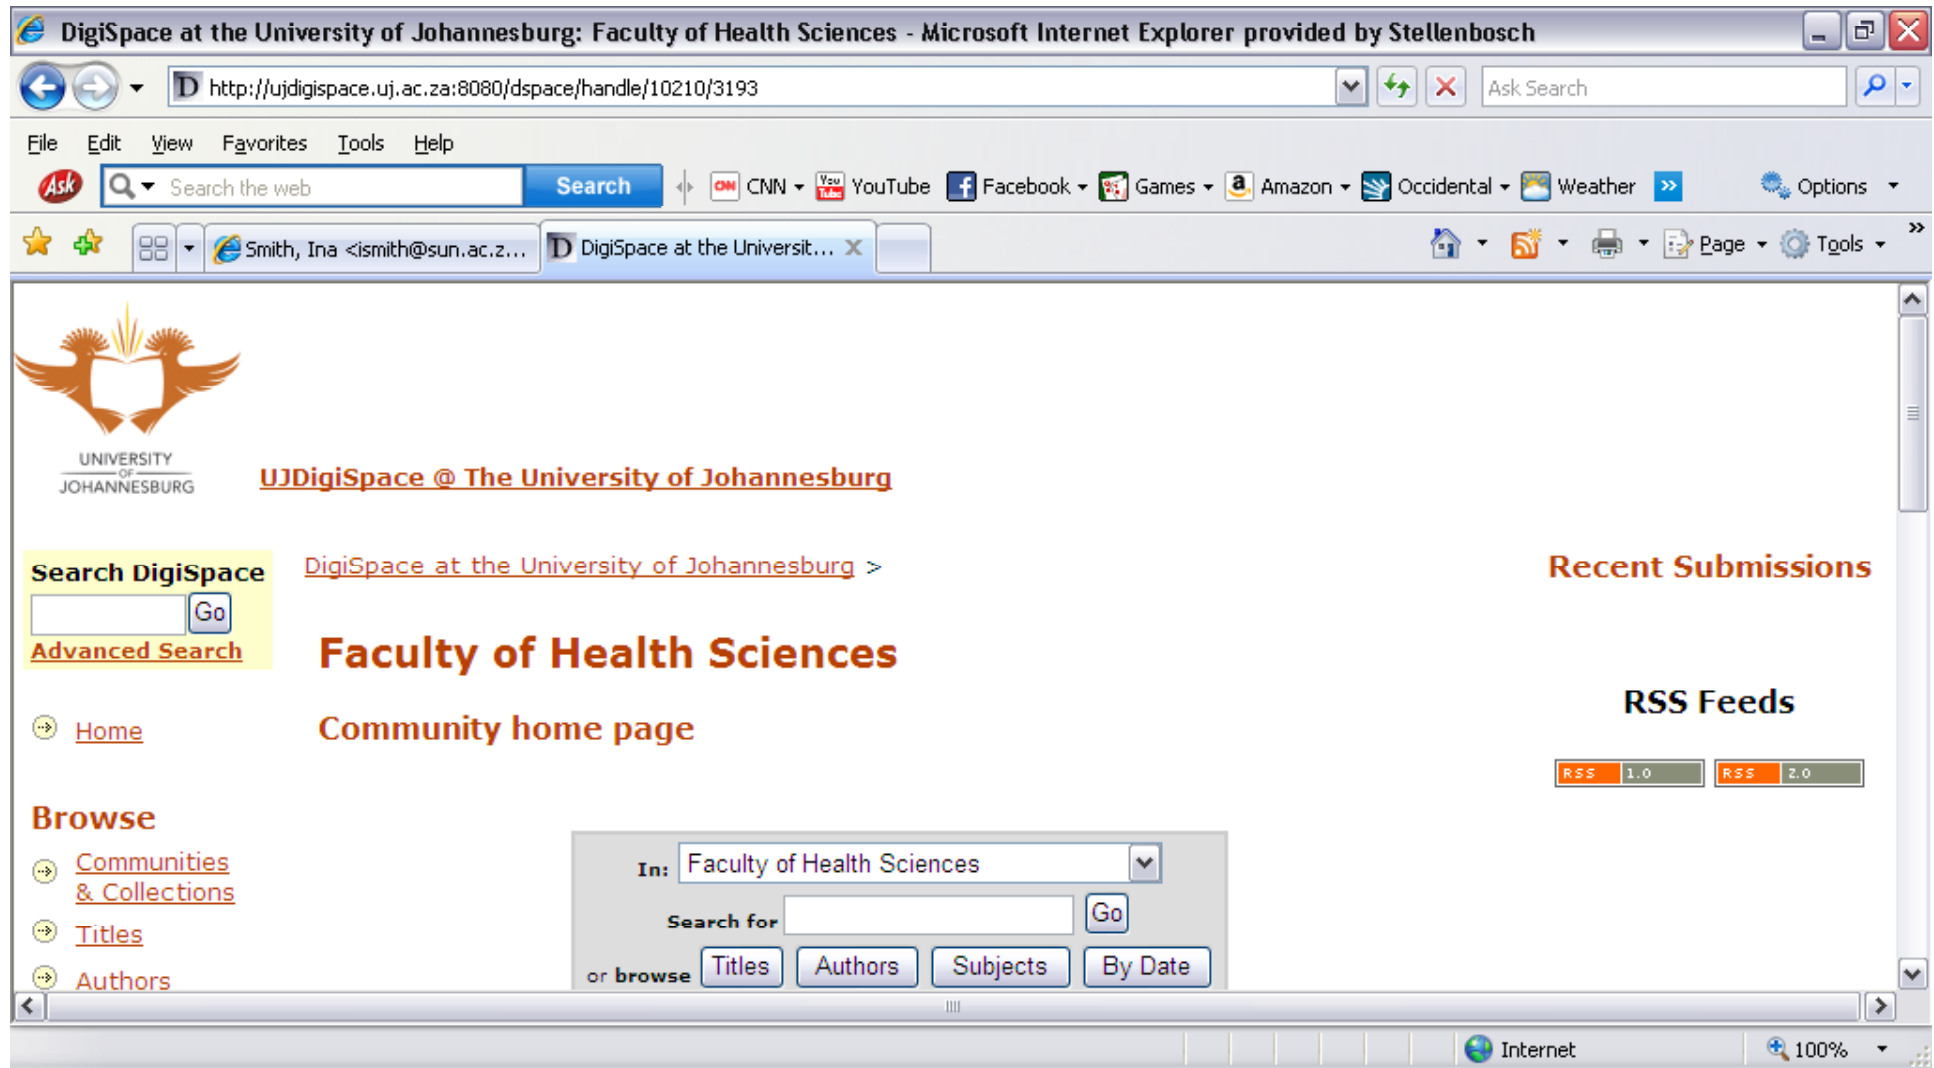 DigiSpace at the University of Johannesburg: Faculty of Health Sciences - Microsoft Internet Explorer provided by Stellenbosch
D http://ujdigispace.uj.ac.za:8080/dspace/handle/10210/3193 Ask Search
File Edit View Favorites Tools Help
Ask Search the web Search CNN CNN You Tube YouTube Facebook Games a Amazon Occidental Weather » Options
Smith, Ina <ismith@sun.ac.z... D DigiSpace at the Universit... X Page Tools »
UNIVERSITY
OF
JOHANNESBURG
UJDigiSpace @ The University of Johannesburg
Search DigiSpace
Go
Advanced Search
Home
Browse
Communities
& Collections
Titles
Authors
DigiSpace at the University of Johannesburg >
Faculty of Health Sciences
Community home page
In: Faculty of Health Sciences
Search for Go
or browse Titles Authors Subjects By Date
Recent Submissions
RSS Feeds
RSS 1.0 RSS 2.0
Internet 100%